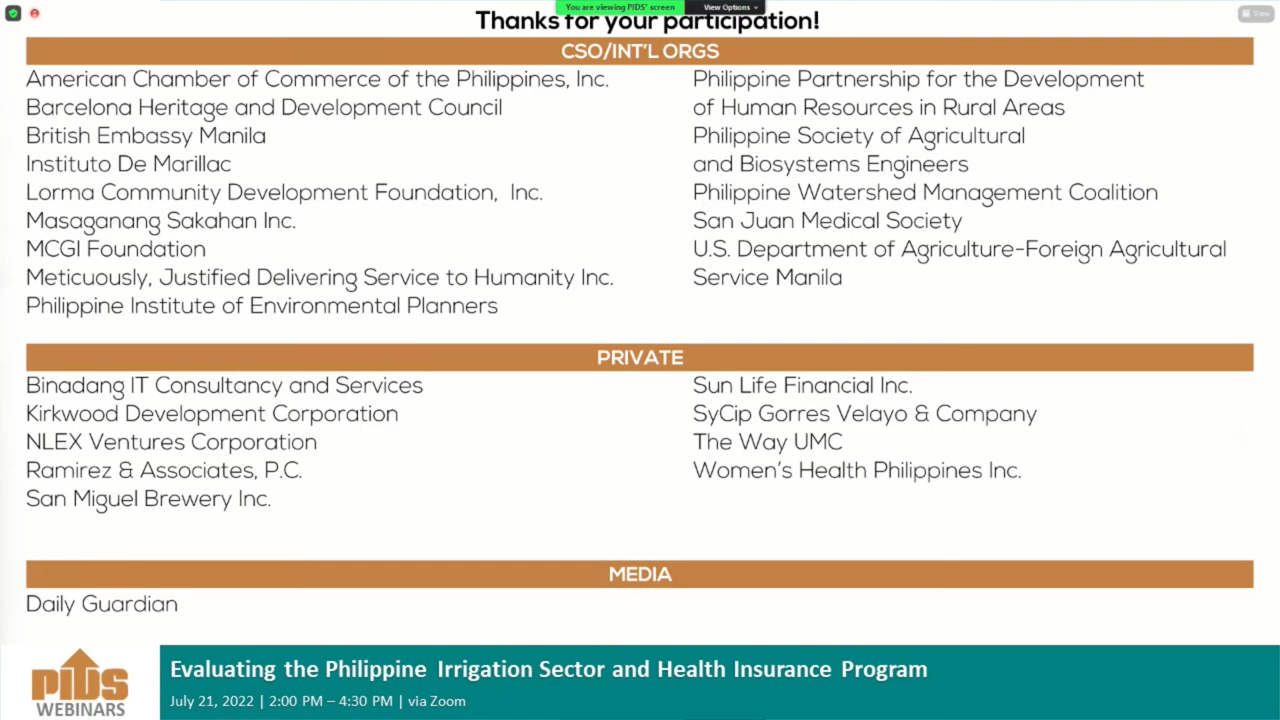 You are viewing PIDS' screen
View Options
View
Thanks for your participation!
CSO/INT'L ORGS
American Chamber of Commerce of the Philippines, Inc.
Barcelona Heritage and Development Council
British Embassy Manila
Instituto De Marillac
Lorma Community Development Foundation, Inc.
Masaganang Sakahan Inc.
MCGI Foundation
Meticuously, Justified Delivering Service to Humanity Inc.
Philippine Institute of Environmental Planners
Philippine Partnership for the Development
of Human Resources in Rural Areas
Philippine Society of Agricultural
and Biosystems Engineers
Philippine Watershed Management Coalition
San Juan Medical Society
U.S. Department of Agriculture-Foreign Agricultural
Service Manila
PRIVATE
Binadang IT Consultancy and Services
Kirkwood Development Corporation
NLEX Ventures Corporation
Ramirez & Associates, P.C.
San Miguel Brewery Inc.
Sun Life Financial Inc.
SyCip Gorres Velayo & Company
The Way UMC
Women's Health Philippines Inc.
MEDIA
Daily Guardian
PIDS
WEBINARS
Evaluating the Philippine Irrigation Sector and Health Insurance Program
July 21, 2022 | 2:00 PM – 4:30 PM | via Zoom